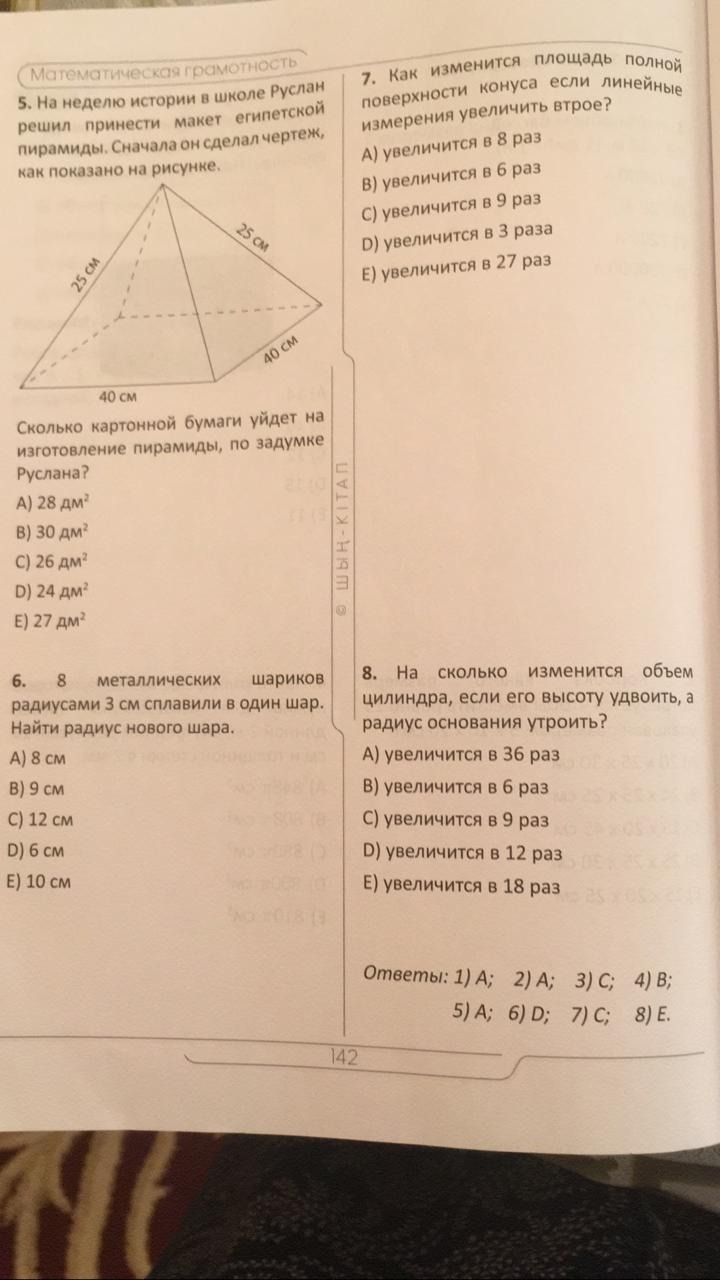 Математическая грамотность
5. На неделю истории в школе Руслан
решил принести макет египетской
пирамиды. Сначала он сделал чертеж,
как показано на рисунке.
25 см
25 см
40 см
40 см
Сколько картонной бумаги уйдет на
изготовление пирамиды, по задумке
Руслана?
A) 28 дм²
B) 30 дм²
C) 26 дм²
D) 24 дм²
E) 27 дм²
6. 8 металлических шариков
радиусами 3 см сплавили в один шар.
Найти радиус нового шара.
A) 8 см
B) 9 см
C) 12 см
D) 6 см
E) 10 см
© ШЫҢ-КІТАП
7. Как изменится площадь полной
поверхности конуса если линейные
измерения увеличить втрое?
A) увеличится в 8 раз
B) увеличится в 6 раз
C) увеличится в 9 раз
D) увеличится в 3 раза
E) увеличится в 27 раз
8. На сколько изменится объем
цилиндра, если его высоту удвоить, а
радиус основания утроить?
A) увеличится в 36 раз
B) увеличится в 6 раз
C) увеличится в 9 раз
D) увеличится в 12 раз
E) увеличится в 18 раз
Ответы: 1) A; 2) A; 3) C; 4) B;
5) A; 6) D; 7) C; 8) E.
142